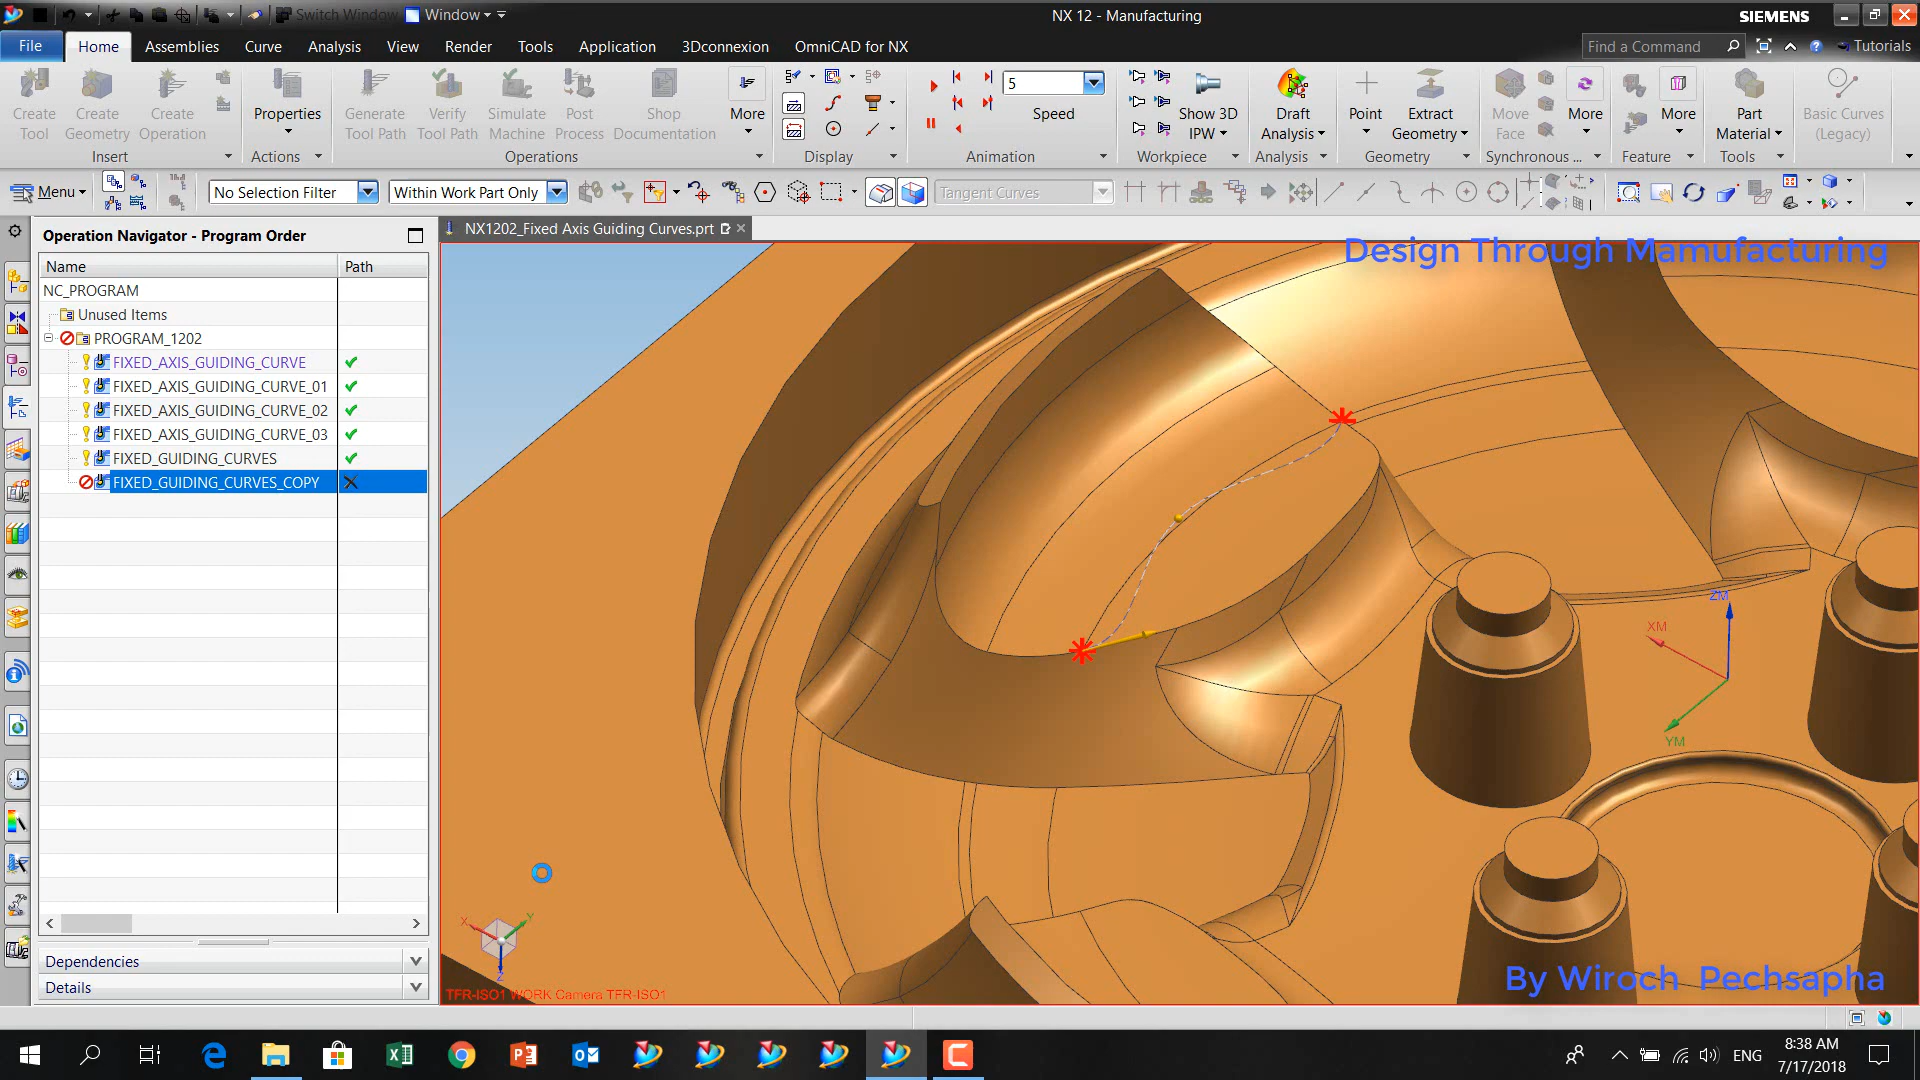 Switch Window
Window
NX 12 - Manufacturing
SIEMENS
File
Home
Assemblies
Curve
Analysis
View
Render
Tools
Application
3Dconnexion
OmniCAD for NX
Find a Command
Tutorials
Create Tool
Create Geometry
Create Operation
Properties
Generate Tool Path
Verify Tool Path
Simulate Machine
Post Process
Shop Documentation
More
5
Speed
Show 3D IPW
Draft Analysis
Point
Extract Geometry
Move Face
More
More
Part Material
Basic Curves (Legacy)
Insert
Actions
Operations
Display
Animation
Workpiece
Analysis
Geometry
Synchronous ...
Feature
Tools
Menu
No Selection Filter
Within Work Part Only
Tangent Curves
Operation Navigator - Program Order
NX1202_Fixed Axis Guiding Curves.prt
Design Through Mamufacturing
Name
Path
NC_PROGRAM
Unused Items
PROGRAM_1202
FIXED_AXIS_GUIDING_CURVE
FIXED_AXIS_GUIDING_CURVE_01
FIXED_AXIS_GUIDING_CURVE_02
FIXED_AXIS_GUIDING_CURVE_03
FIXED_GUIDING_CURVES
FIXED_GUIDING_CURVES_COPY
ZM
XM
YM
X
Y
Z
Dependencies
Details
TFR-ISO1 WORK Camera TFR-ISO1
By Wiroch Pechsapha
ENG
8:38 AM
7/17/2018